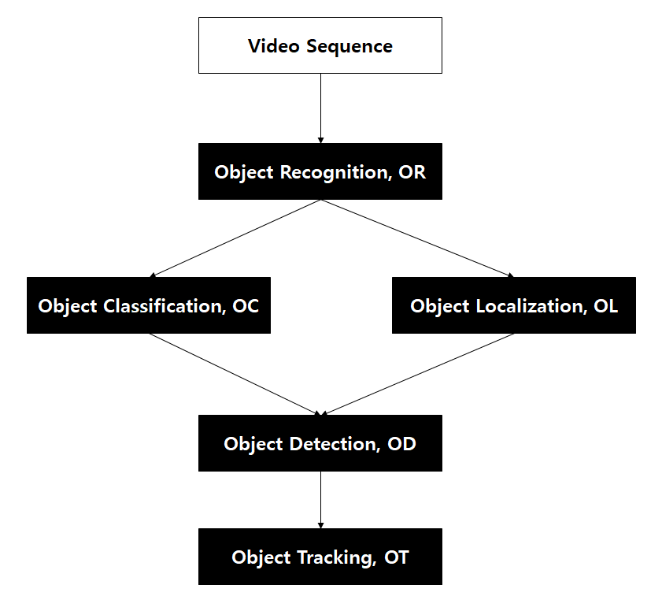 Video Sequence
Object Recognition, OR
Object Classification, OC
Object Localization, OL
Object Detection, OD
Object Tracking, OT